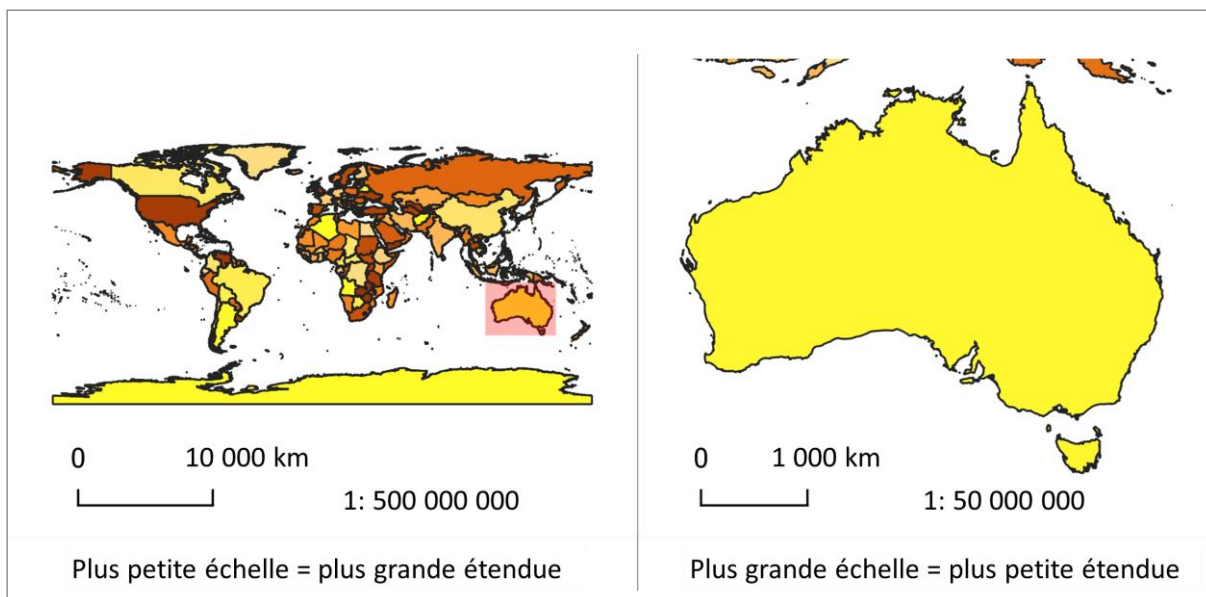 0 10 000 km
1: 500 000 000
Plus petite échelle = plus grande étendue
0 1 000 km
1: 50 000 000
Plus grande échelle = plus petite étendue